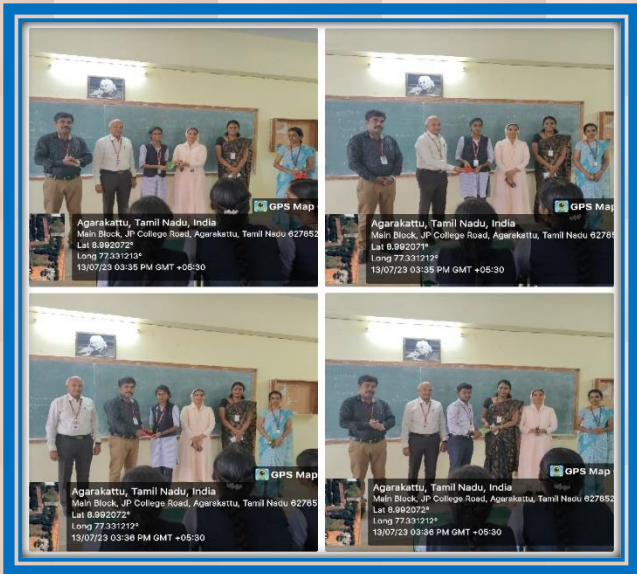 GPS Map
Agarakattu, Tamil Nadu, India
Main Block, JP College Road, Agarakattu, Tamil Nadu 627852
Lat 8.992072°
Long 77.331213°
13/07/23 03:35 PM GMT +05:30
GPS Map
Agarakattu, Tamil Nadu, India
Main Block, JP College Road, Agarakattu, Tamil Nadu 62785
Lat 8.992071°
Long 77.331212°
13/07/23 03:35 PM GMT +05:30
GPS Map
Agarakattu, Tamil Nadu, India
Main Block, JP College Road, Agarakattu, Tamil Nadu 62785
Lat 8.992072°
Long 77.331212°
13/07/23 03:36 PM GMT +05:30
GPS Map
Agarakattu, Tamil Nadu, India
Main Block, JP College Road, Agarakattu, Tamil Nadu 62785
Lat 8.992072°
Long 77.331212°
13/07/23 03:36 PM GMT +05:30